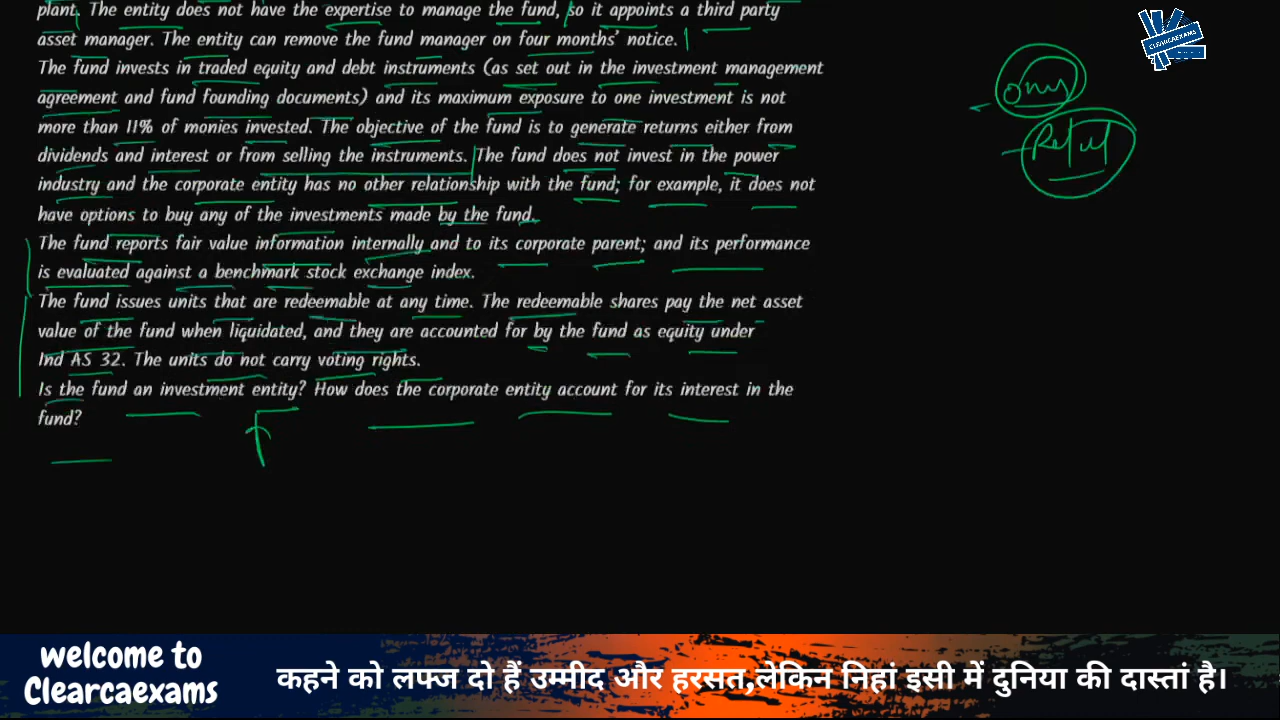 plant. The entity does not have the expertise to manage the fund, so it appoints a third party
asset manager. The entity can remove the fund manager on four months' notice.
The fund invests in traded equity and debt instruments (as set out in the investment management
agreement and fund founding documents) and its maximum exposure to one investment is not
more than 11% of monies invested. The objective of the fund is to generate returns either from
dividends and interest or from selling the instruments. The fund does not invest in the power
industry and the corporate entity has no other relationship with the fund; for example, it does not
have options to buy any of the investments made by the fund.
The fund reports fair value information internally and to its corporate parent; and its performance
is evaluated against a benchmark stock exchange index.
The fund issues units that are redeemable at any time. The redeemable shares pay the net asset
value of the fund when liquidated, and they are accounted for by the fund as equity under
Ind AS 32. The units do not carry voting rights.
Is the fund an investment entity? How does the corporate entity account for its interest in the
fund?
CLEARCAEXAMS
welcome to
Clearcaexams
कहने को लफ्ज दो हैं उम्मीद और हसरत,लेकिन निहां इसी में दुनिया की दास्तां है।